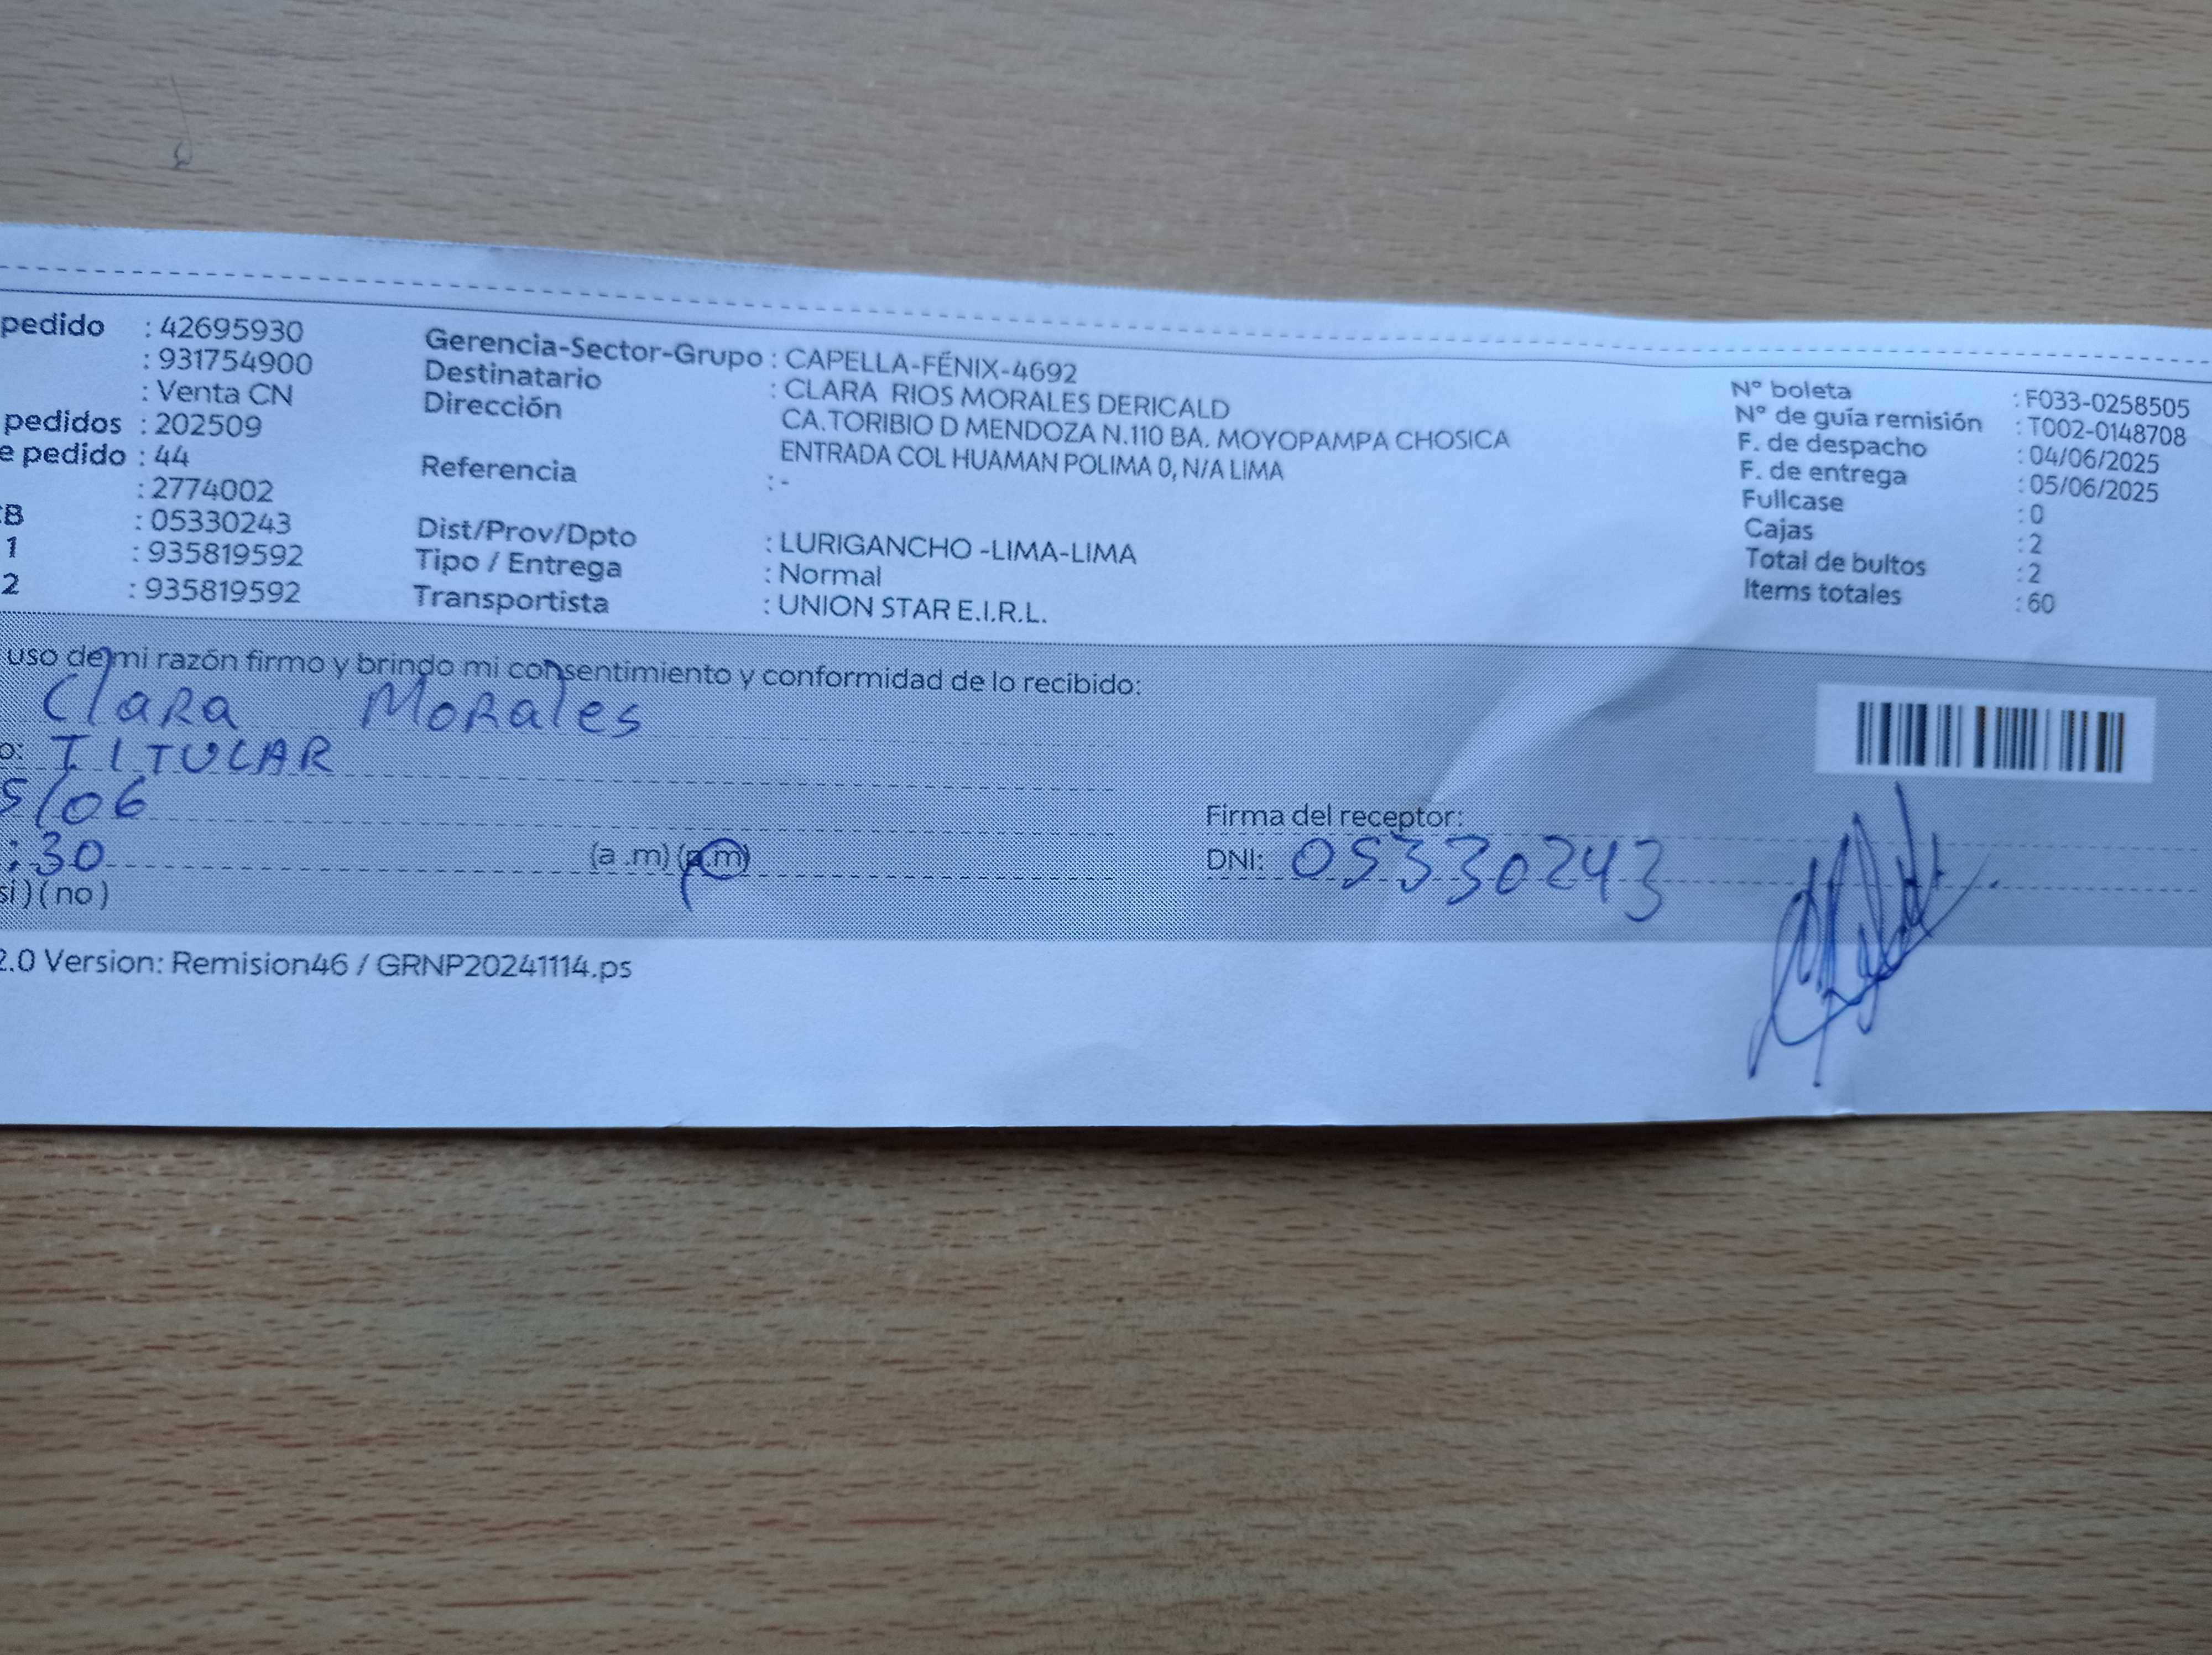 pedido : 42695930
: 931754900
: Venta CN
pedidos : 202509
e pedido : 44
: 2774002
B : 05330243
1 : 935819592
2 : 935819592
Gerencia-Sector-Grupo : CAPELLA-FÉNIX-4692
Destinatario : CLARA RIOS MORALES DERICALD
Dirección CA.TORIBIO D MENDOZA N.110 BA. MOYOPAMPA CHOSICA
ENTRADA COL HUAMAN POLIMA 0, N/A LIMA
Referencia : -
Dist/Prov/Dpto : LURIGANCHO -LIMA-LIMA
Tipo / Entrega : Normal
Transportista : UNION STAR E.I.R.L.
N° boleta : F033-0258505
N° de guía remisión : T002-0148708
F. de despacho : 04/06/2025
F. de entrega : 05/06/2025
Fullcase : 0
Cajas : 2
Total de bultos : 2
Items totales : 60
uso de mi razón firmo y brindo mi consentimiento y conformidad de lo recibido:
Clara Morales
o: TITULAR
5/06
:30 (a .m) (p.m)
si ) ( no )
Firma del receptor:
DNI: 05330243
2.0 Version: Remision46 / GRNP20241114.ps